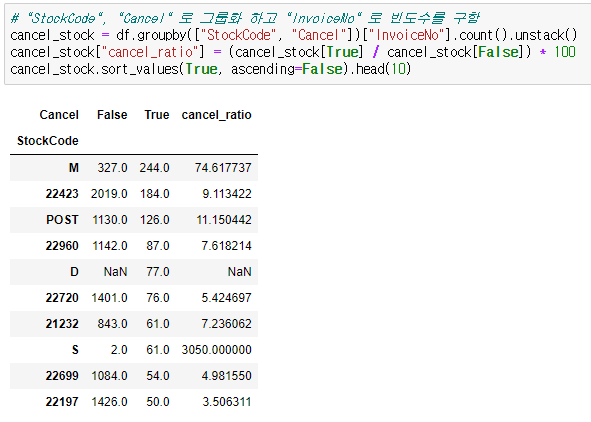 # "StockCode", "Cancel" 로 그룹화 하고 "InvoiceNo" 로 빈도수를 구함
cancel_stock = df.groupby(["StockCode", "Cancel"])["InvoiceNo"].count().unstack()
cancel_stock["cancel_ratio"] = (cancel_stock[True] / cancel_stock[False]) * 100
cancel_stock.sort_values(True, ascending=False).head(10)
Cancel False True cancel_ratio
StockCode
M 327.0 244.0 74.617737
22423 2019.0 184.0 9.113422
POST 1130.0 126.0 11.150442
22960 1142.0 87.0 7.618214
D NaN 77.0 NaN
22720 1401.0 76.0 5.424697
21232 843.0 61.0 7.236062
S 2.0 61.0 3050.000000
22699 1084.0 54.0 4.981550
22197 1426.0 50.0 3.506311